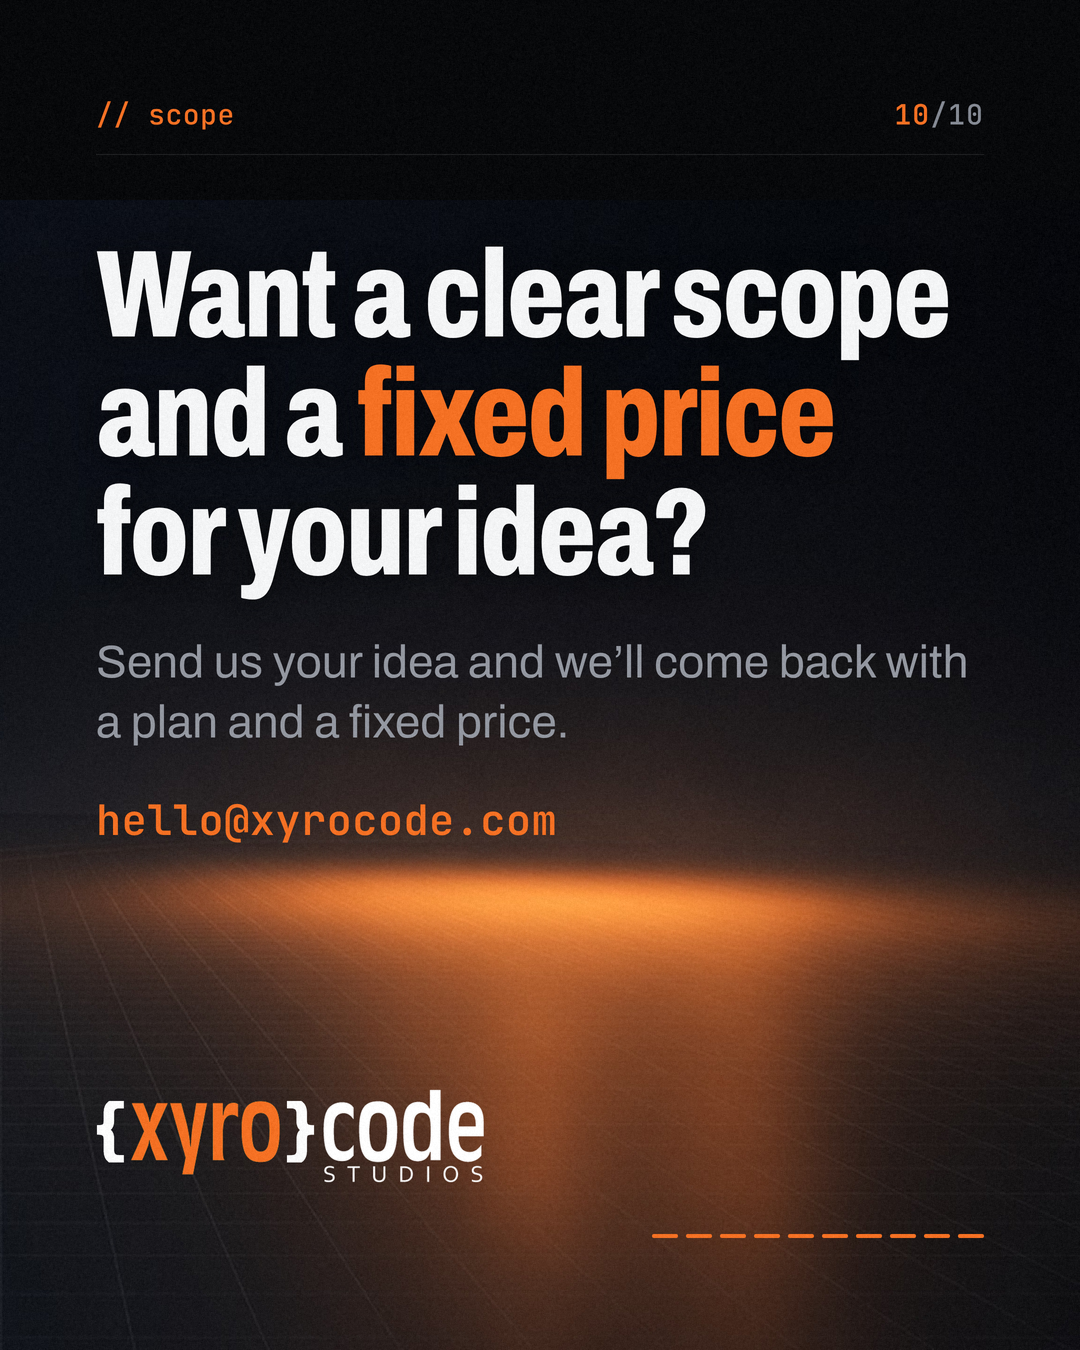 // scope
10/10
Want a clear scope
and a fixed price
for your idea?
Send us your idea and we’ll come back with
a plan and a fixed price.
hello@xyrocode.com
{xyro}code
STUDIOS